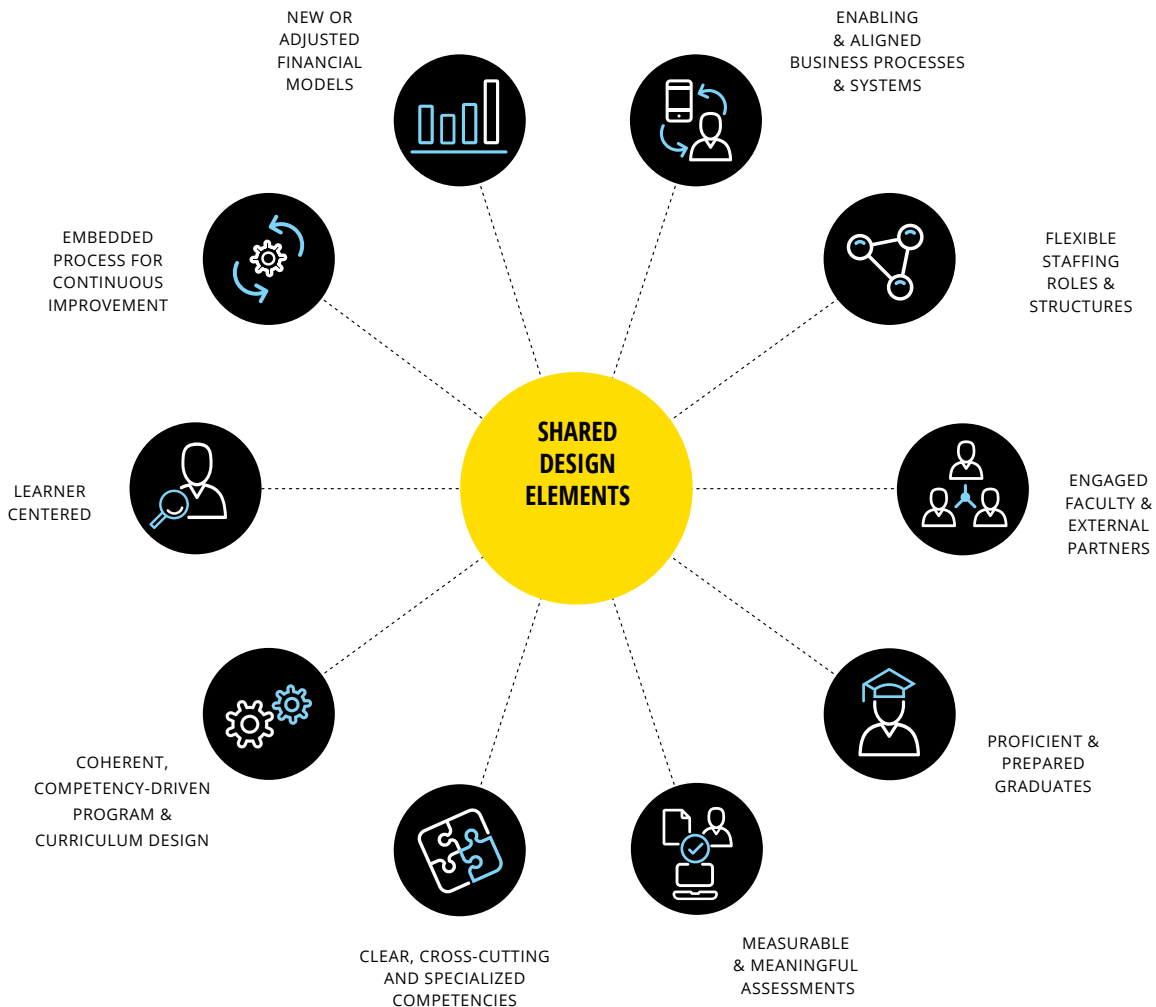 NEW OR
ADJUSTED
FINANCIAL
MODELS
ENABLING
& ALIGNED
BUSINESS PROCESSES
& SYSTEMS
EMBEDDED
PROCESS FOR
CONTINUOUS
IMPROVEMENT
FLEXIBLE
STAFFING
ROLES &
STRUCTURES
SHARED
DESIGN
ELEMENTS
LEARNER
CENTERED
ENGAGED
FACULTY &
EXTERNAL
PARTNERS
COHERENT,
COMPETENCY-DRIVEN
PROGRAM &
CURRICULUM DESIGN
PROFICIENT &
PREPARED
GRADUATES
CLEAR, CROSS-CUTTING
AND SPECIALIZED
COMPETENCIES
MEASURABLE
& MEANINGFUL
ASSESSMENTS